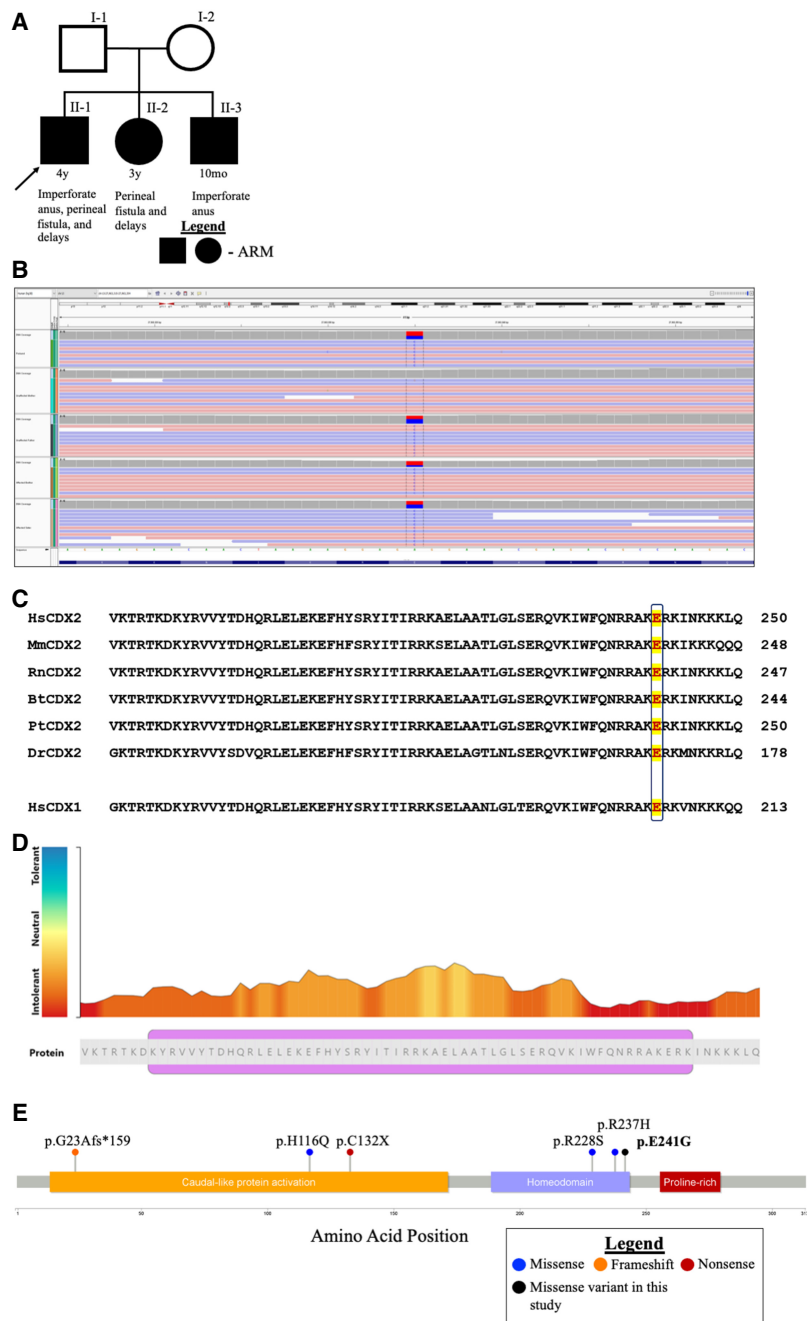 A
I-1
I-2
II-1
II-2
II-3
4y
3y
10mo
Imperforate
anus, perineal
fistula, and
delays
Perineal
fistula and
delays
Imperforate
anus
Legend
- ARM
B
C
HsCDX2 VKTRTKDKYRVVYTDHQRLELEKEFHYSRYITIRRKAELAATLGLSERQVKIWFQNRRAKERKINKKKLQ 250
MmCDX2 VKTRTKDKYRVVYTDHQRLELEKEFHYSRYITIRRKSELAATLGLSERQVKIWFQNRRAKERKIKKKQQQ 248
RnCDX2 VKTRTKDKYRVVYTDHQRLELEKEFHYSRYITIRRKAELAATLGLSERQVKIWFQNRRAKERKINKKKLQ 247
BtCDX2 VKTRTKDKYRVVYTDHQRLELEKEFHYSRYITIRRKAELAATLGLSERQVKIWFQNRRAKERKINKKKLQ 244
PtCDX2 VKTRTKDKYRVVYTDHQRLELEKEFHYSRYITIRRKAELAATLGLSERQVKIWFQNRRAKERKINKKKLQ 250
DrCDX2 GKTRTKDKYRVVYSDVQRLELEKEFHFSRYITIRRKAELAGTLNLSERQVKIWFQNRRAKERKMNKKRLQ 178
HsCDX1 GKTRTKDKYRVVYTDHQRLELEKEFHYSRYITIRRKSELAANLGLTERQVKIWFQNRRAKERKVNKKKQQ 213
D
Tolerant
Neutral
Intolerant
Protein V K T R T K D K Y R V V Y T D H Q R L E L E K E F H Y S R Y I T I R R K A E L A A T L G L S E R Q V K I W F Q N R R A K E R K I N K K K L Q
E
p.G23Afs*159
p.H116Q
p.C132X
p.R228S
p.R237H
p.E241G
Caudal-like protein activation
Homeodomain
Proline-rich
1 50 100 150 200 250 300
Amino Acid Position
Legend
Missense Frameshift Nonsense
Missense variant in this
study